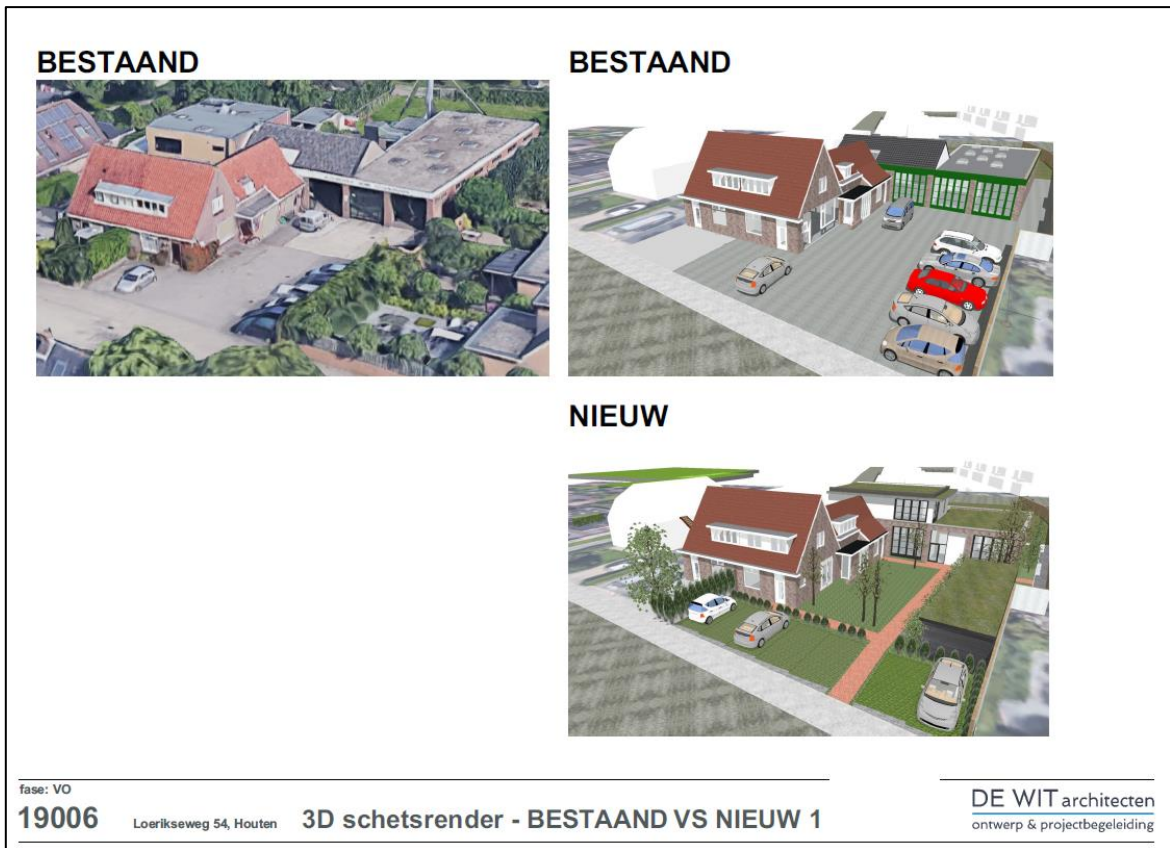 BESTAAND
BESTAAND
NIEUW
fase: VO
19006 Loerikseweg 54, Houten 3D schetsrender - BESTAAND VS NIEUW 1
DE WIT architecten
ontwerp & projectbegeleiding